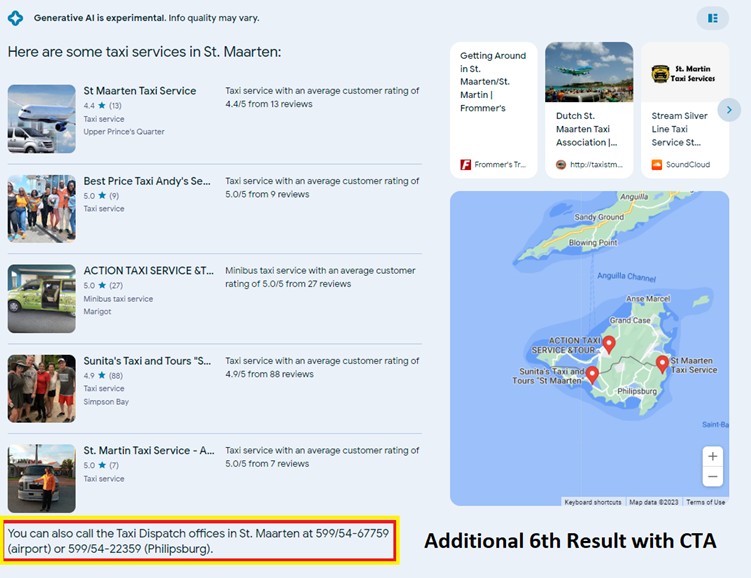 Generative AI is experimental. Info quality may vary.
Here are some taxi services in St. Maarten:
St Maarten Taxi Service
4.4 ★ (13)
Taxi service
Upper Prince's Quarter
Taxi service with an average customer rating of
4.4/5 from 13 reviews
Best Price Taxi Andy's Se...
5.0 ★ (9)
Taxi service
Taxi service with an average customer rating of
5.0/5 from 9 reviews
ACTION TAXI SERVICE &T...
5.0 ★ (27)
Minibus taxi service
Marigot
Minibus taxi service with an average customer
rating of 5.0/5 from 27 reviews
Sunita's Taxi and Tours "S...
4.9 ★ (88)
Taxi service
Simpson Bay
Taxi service with an average customer rating of
4.9/5 from 88 reviews
St. Martin Taxi Service - A...
5.0 ★ (7)
Taxi service
Taxi service with an average customer rating of
5.0/5 from 7 reviews
You can also call the Taxi Dispatch offices in St. Maarten at 599/54-67759
(airport) or 599/54-22359 (Philipsburg).
Getting Around
in St.
Maarten/St.
Martin |
Frommer's
Frommer's Tr...
Dutch St.
Maarten Taxi
Association |...
http://taxistm...
St. Martin
Taxi Services
Stream Silver
Line Taxi
Service St...
SoundCloud
Anguilla
Sandy Ground
Blowing Point
Anguilla Channel
Anse Marcel
Grand Case
ACTION TAXI
SERVICE &TOUR...
St Maarten
Taxi Service
Sunita's Taxi and
Tours "St Maarten"
Philipsburg
Saint-Ba
Keyboard shortcuts
Map data ©2023
Terms of Use
Additional 6th Result with CTA